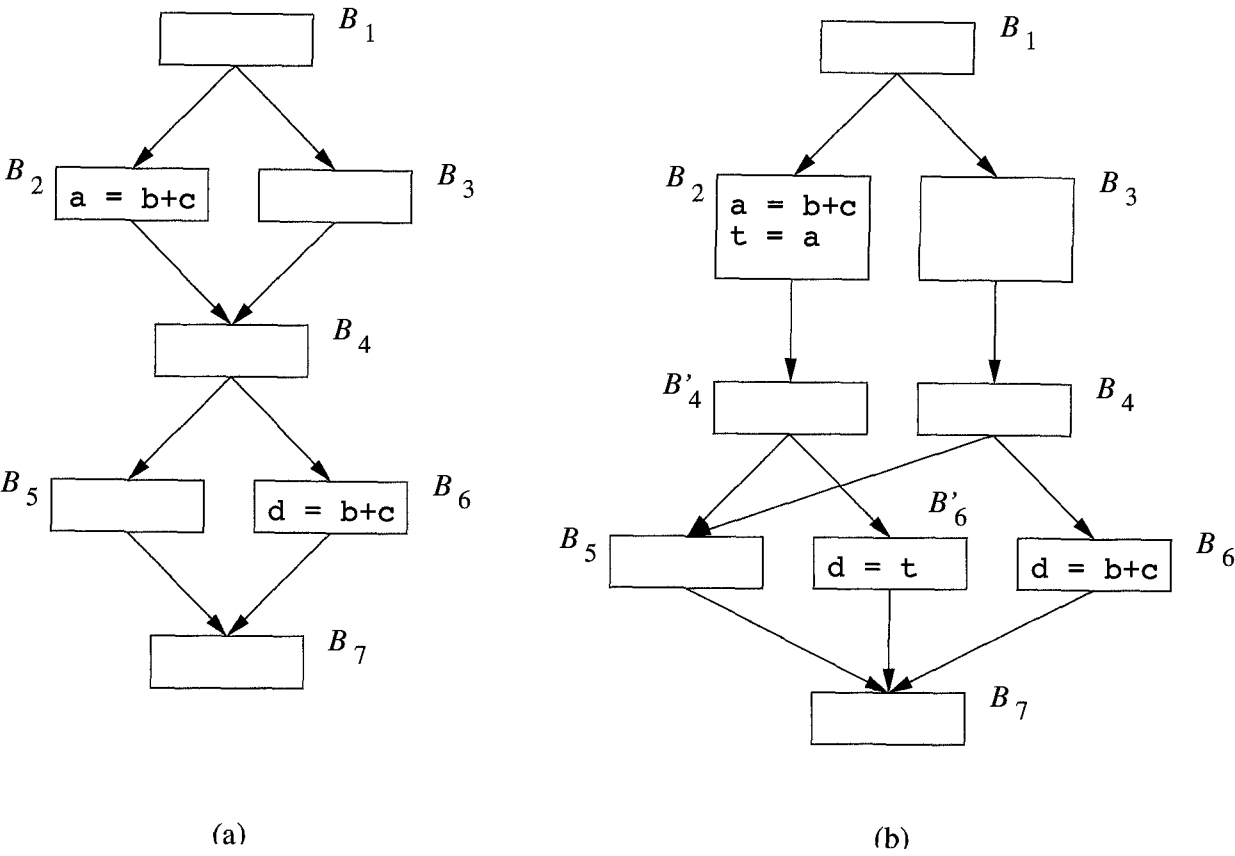 B1
B2
a = b+c
B3
B4
B5
B6
d = b+c
B7
(a)
B1
B2
a = b+c
t = a
B3
B'4
B4
B5
B'6
d = t
B6
d = b+c
B7
(b)